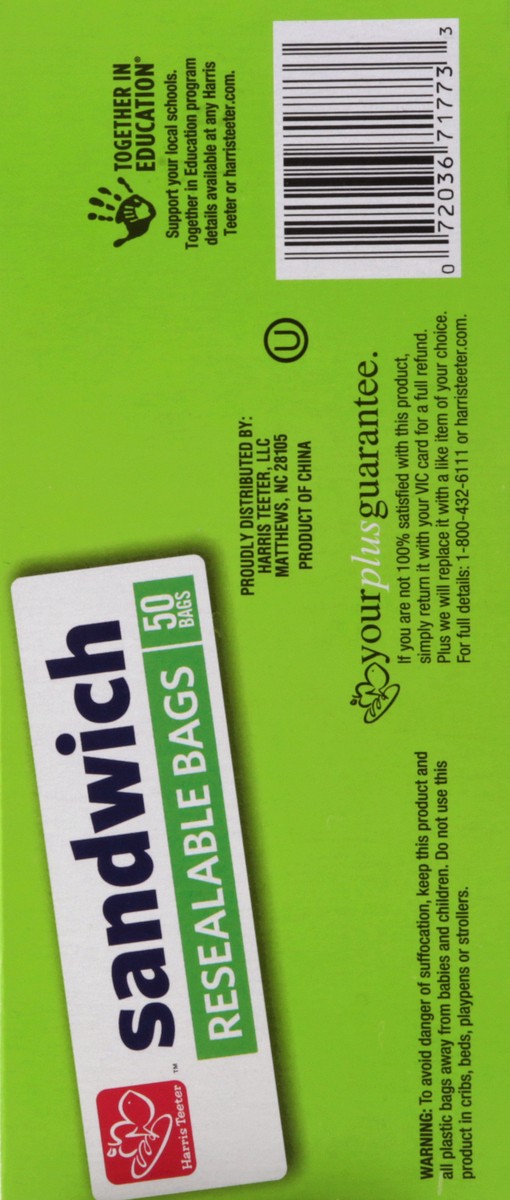 Harris Teeter ™
sandwich
RESEALABLE BAGS
50
BAGS
PROUDLY DISTRIBUTED BY:
HARRIS TEETER, LLC
MATTHEWS, NC 28105
PRODUCT OF CHINA
U
TOGETHER IN
EDUCATION®
Support your local schools.
Together in Education program
details available at any Harris
Teeter or harristeeter.com.
0 72036 71773 3
WARNING: To avoid danger of suffocation, keep this product and
all plastic bags away from babies and children. Do not use this
product in cribs, beds, playpens or strollers.
yourplusguarantee.
If you are not 100% satisfied with this product,
simply return it with your VIC card for a full refund.
Plus we will replace it with a like item of your choice.
For full details: 1-800-432-6111 or harristeeter.com.